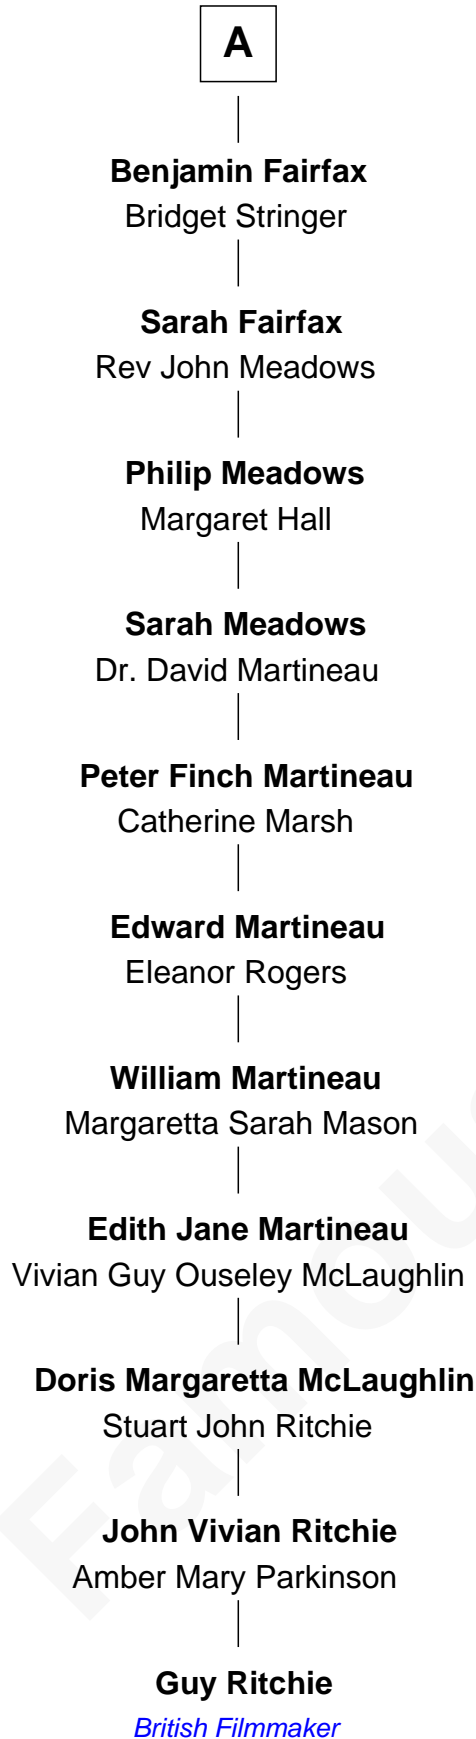 A
Benjamin Fairfax
Bridget Stringer
Sarah Fairfax
Rev John Meadows
Philip Meadows
Margaret Hall
Sarah Meadows
Dr. David Martineau
Peter Finch Martineau
Catherine Marsh
Edward Martineau
Eleanor Rogers
William Martineau
Margaretta Sarah Mason
Edith Jane Martineau
Vivian Guy Ouseley McLaughlin
Doris Margaretta McLaughlin
Stuart John Ritchie
John Vivian Ritchie
Amber Mary Parkinson
Guy Ritchie
British Filmmaker
Famous